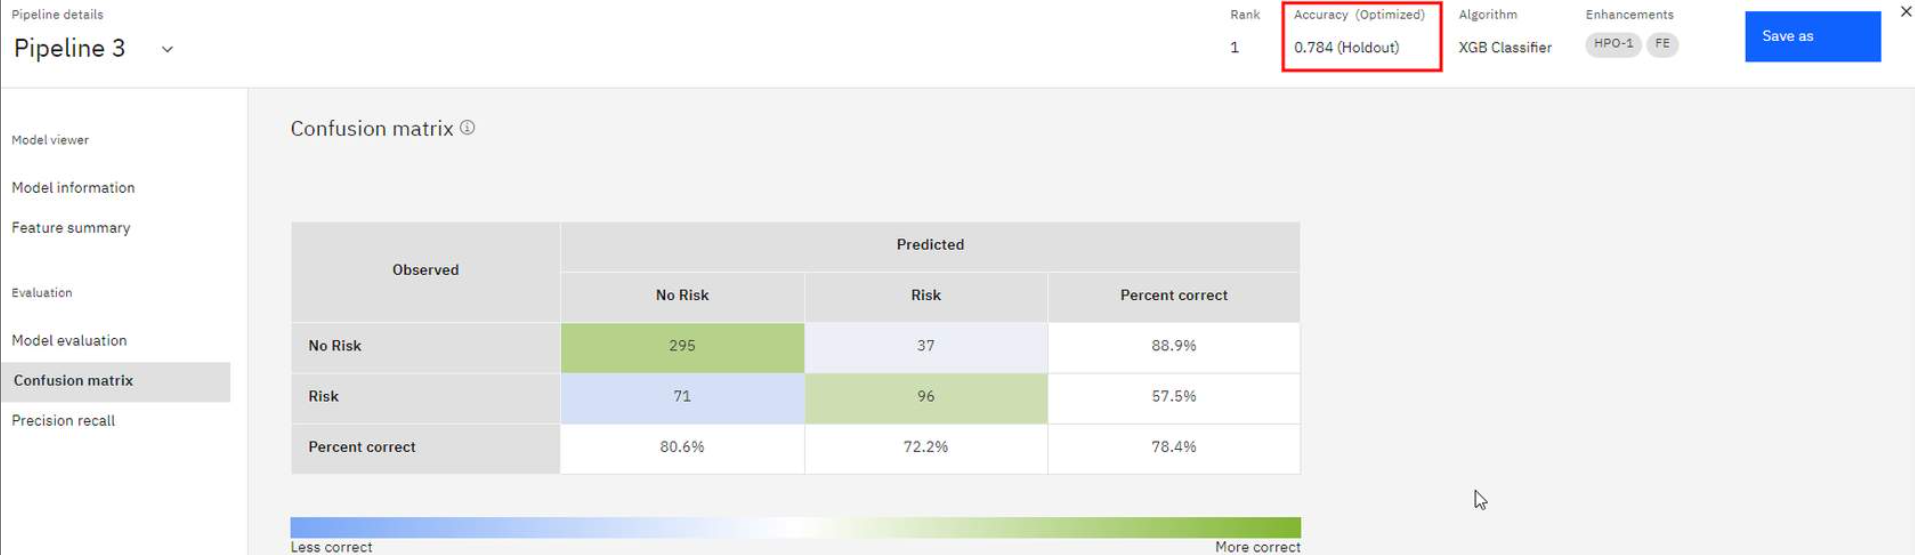 Pipeline details
Pipeline 3
Rank
1
Accuracy (Optimized)
0.784 (Holdout)
Algorithm
XGB Classifier
Enhancements
HPO-1 FE
Save as
Model viewer
Model information
Feature summary
Evaluation
Model evaluation
Confusion matrix
Precision recall
Confusion matrix
Observed
Predicted
No Risk Risk Percent correct
No Risk 295 37 88.9%
Risk 71 96 57.5%
Percent correct 80.6% 72.2% 78.4%
Less correct More correct